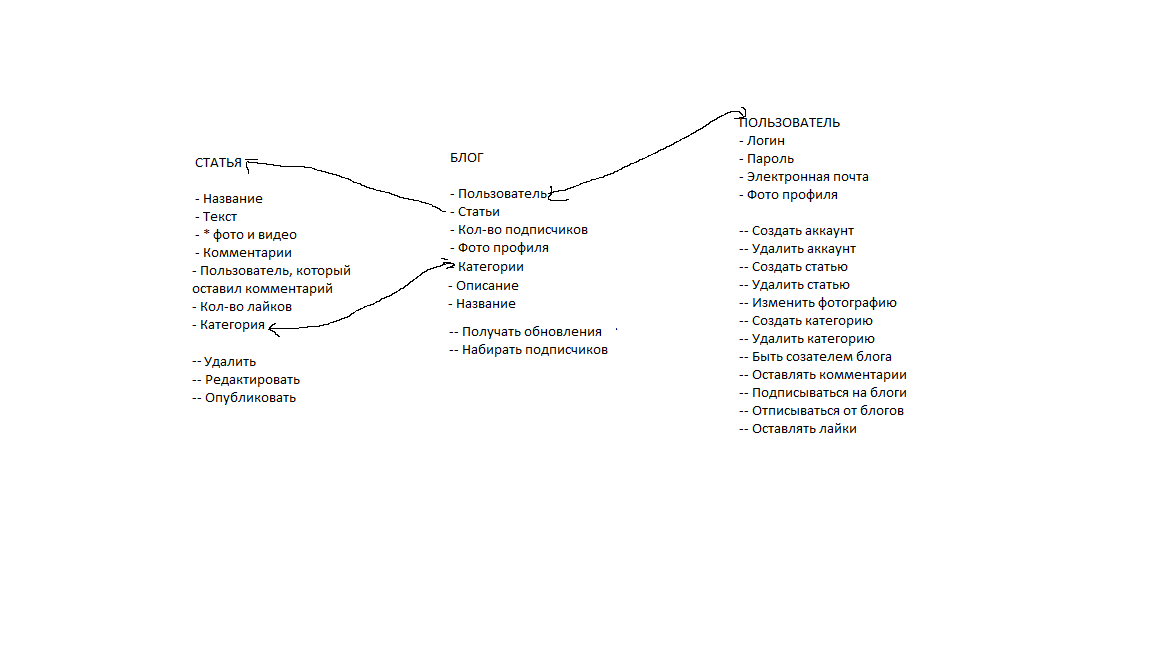 СТАТЬЯ
- Название
- Текст
- * фото и видео
- Комментарии
- Пользователь, который
оставил комментарий
- Кол-во лайков
- Категория
-- Удалить
-- Редактировать
-- Опубликовать
БЛОГ
- Пользователь
- Статьи
- Кол-во подписчиков
- Фото профиля
- Категории
- Описание
- Название
-- Получать обновления
-- Набирать подписчиков
ПОЛЬЗОВАТЕЛЬ
- Логин
- Пароль
- Электронная почта
- Фото профиля
-- Создать аккаунт
-- Удалить аккаунт
-- Создать статью
-- Удалить статью
-- Изменить фотографию
-- Создать категорию
-- Удалить категорию
-- Быть созателем блога
-- Оставлять комментарии
-- Подписываться на блоги
-- Отписываться от блогов
-- Оставлять лайки